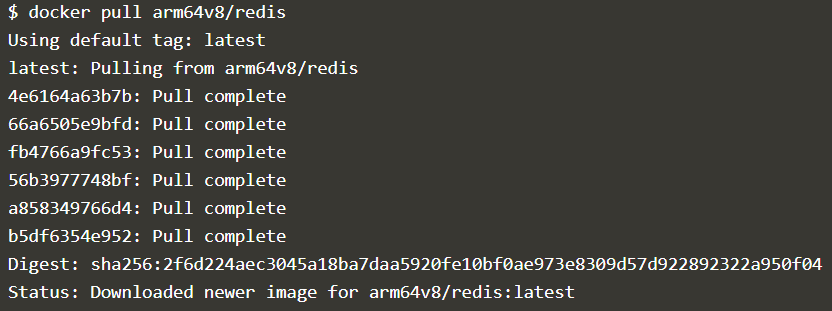 $ docker pull arm64v8/redis
Using default tag: latest
latest: Pulling from arm64v8/redis
4e6164a63b7b: Pull complete
66a6505e9bfd: Pull complete
fb4766a9fc53: Pull complete
56b3977748bf: Pull complete
a858349766d4: Pull complete
b5df6354e952: Pull complete
Digest: sha256:2f6d224aec3045a18ba7daa5920fe10bf0ae973e8309d57d922892322a950f04
Status: Downloaded newer image for arm64v8/redis:latest